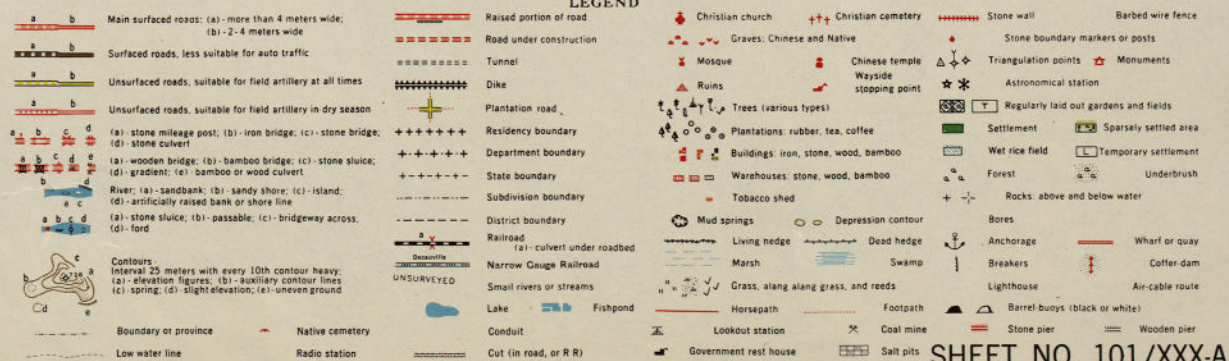 LEGEND
a b Main surfaced roads: (a) - more than 4 meters wide;
(b) - 2 - 4 meters wide
a b Surfaced roads, less suitable for auto traffic
a b Unsurfaced roads, suitable for field artillery at all times
a b Unsurfaced roads, suitable for field artillery in dry season
a b c d (a) - stone mileage post; (b) - iron bridge; (c) - stone bridge;
(d) - stone culvert
a b c d e (a) - wooden bridge; (b) - bamboo bridge; (c) - stone sluice;
(d) - gradient; (e) - bamboo or wood culvert
b d River; (a) - sandbank; (b) - sandy shore; (c) - island;
a c (d) - artificially raised bank or shore line
a b c d (a) - stone sluice; (b) - passable; (c) - bridgeway across,
(d) - ford
Contours
Interval 25 meters with every 10th contour heavy;
(a) - elevation figures; (b) - auxiliary contour lines
(c) - spring; (d) - slight elevation; (e) - uneven ground
c a b 736 d e
Boundary or province
Native cemetery
Low water line
Radio station
Raised portion of road
Road under construction
Tunnel
Dike
Plantation road
Residency boundary
Department boundary
State boundary
Subdivision boundary
District boundary
a Railroad
(a) - culvert under roadbed
Decauville
Narrow Gauge Railroad
UNSURVEYED
Small rivers or streams
Lake
Fishpond
Conduit
Cut (in road, or R R)
Christian church
Christian cemetery
Graves: Chinese and Native
Mosque
Chinese temple
Ruins
Wayside
stopping point
Trees (various types)
Plantations: rubber, tea, coffee
Buildings: iron, stone, wood, bamboo
Warehouses: stone, wood, bamboo
Tobacco shed
Mud springs
Depression contour
Living hedge
Dead hedge
Marsh
Swamp
Grass, along alang grass, and reeds
Horsepath
Footpath
Lookout station
Coal mine
Government rest house
Salt pits
Stone wall
Barbed wire fence
Stone boundary markers or posts
Triangulation points
Monuments
Astronomical station
T Regularly laid out gardens and fields
Settlement
Sparsely settled area
Wet rice field
L Temporary settlement
Forest
Underbrush
Rocks: above and below water
Bores
Anchorage
Wharf or quay
Breakers
Coffer-dam
Lighthouse
Air-cable route
Barrel-buoys (black or white)
Stone pier
Wooden pier
SHEET NO. 101/XXX-A